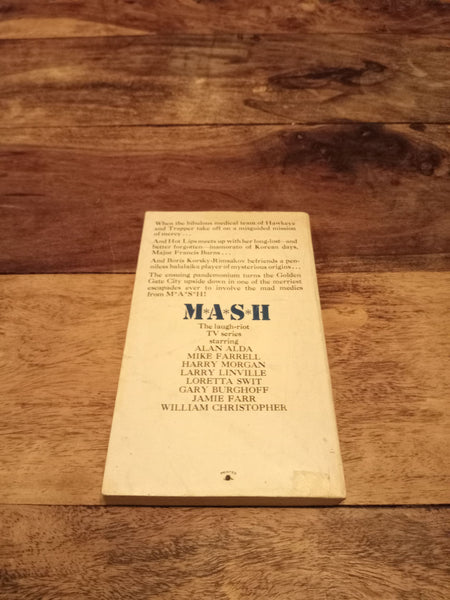 When the bibulous medical team of Hawkeye
and Trapper take off on a misguided mission
of mercy...
And Hot Lips meets up with her long-lost—and
better forgotten—inamorato of Korean days,
Major Francis Burns...
And Boris Korsky-Rimsakov befriends a pen-
niless balalaika player of mysterious origins...
The ensuing pandemonium turns the Golden
Gate City upside down in one of the merriest
escapades ever to involve the mad medics
from M*A*S*H!
M*A*S*H
The laugh-riot
TV series
starring
ALAN ALDA
MIKE FARRELL
HARRY MORGAN
LARRY LINVILLE
LORETTA SWIT
GARY BURGHOFF
JAMIE FARR
WILLIAM CHRISTOPHER
PRINTED